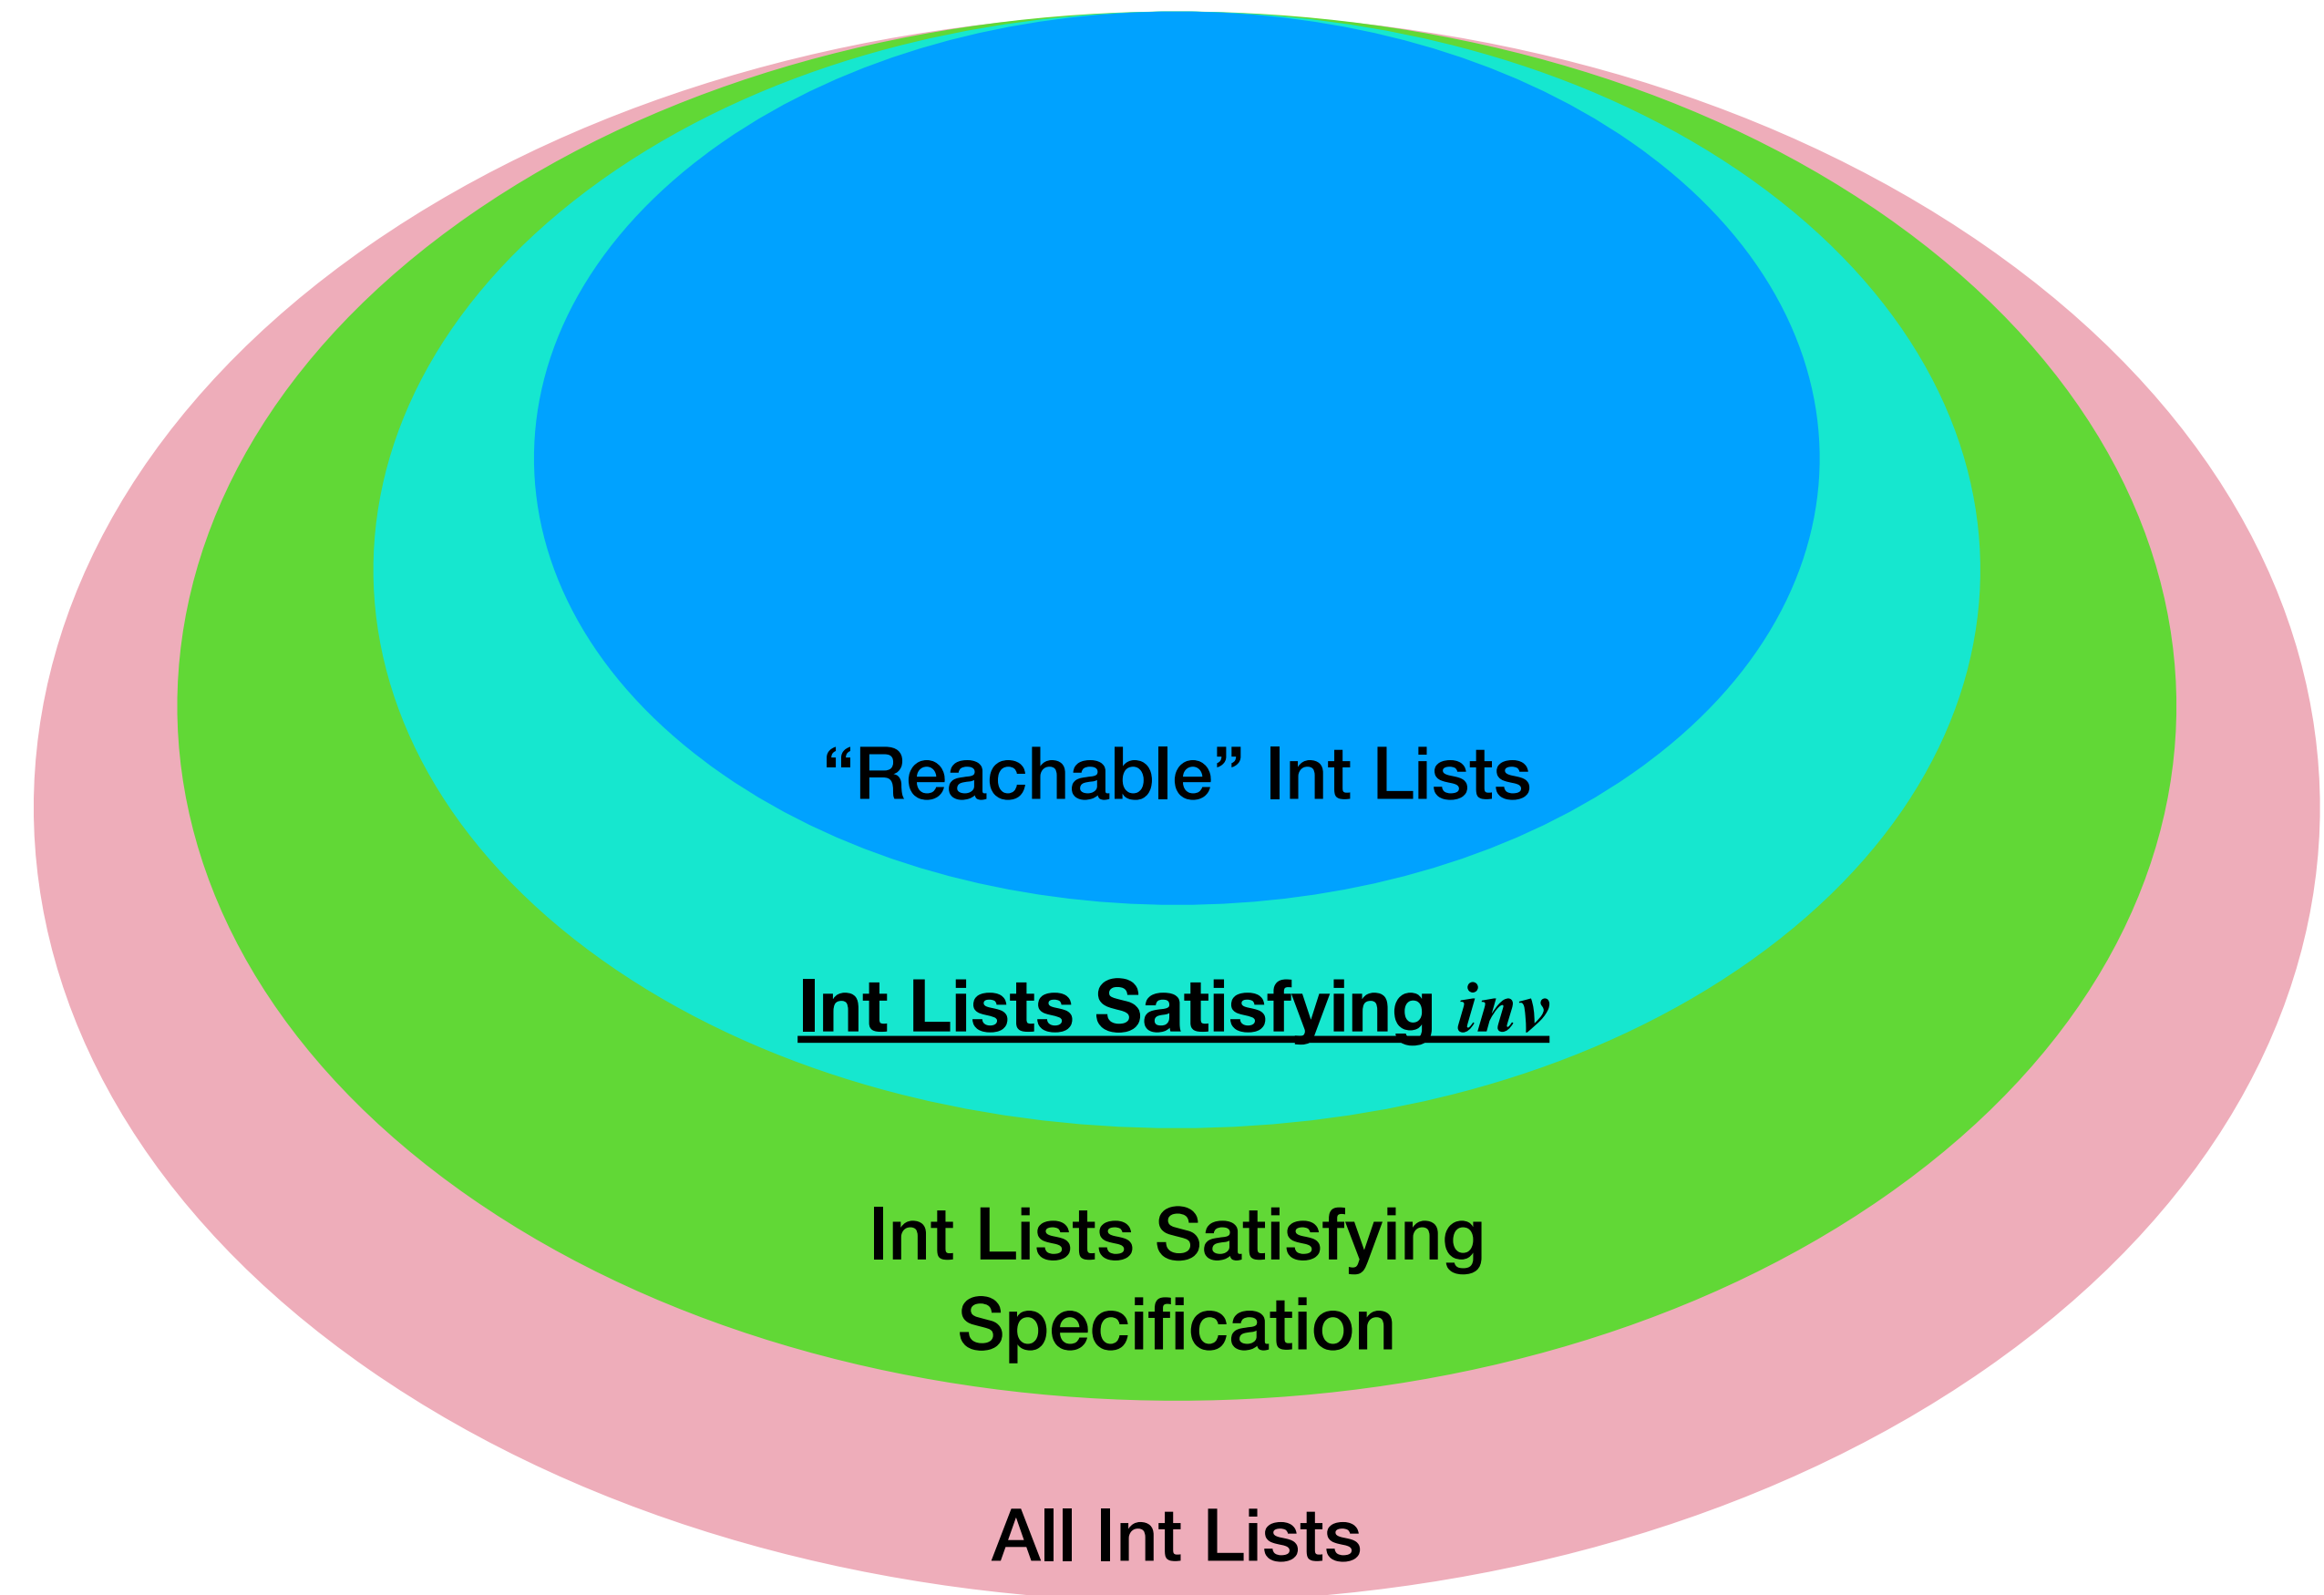 “Reachable” Int Lists
Int Lists Satisfying inv
Int Lists Satisfying
Specification
All Int Lists